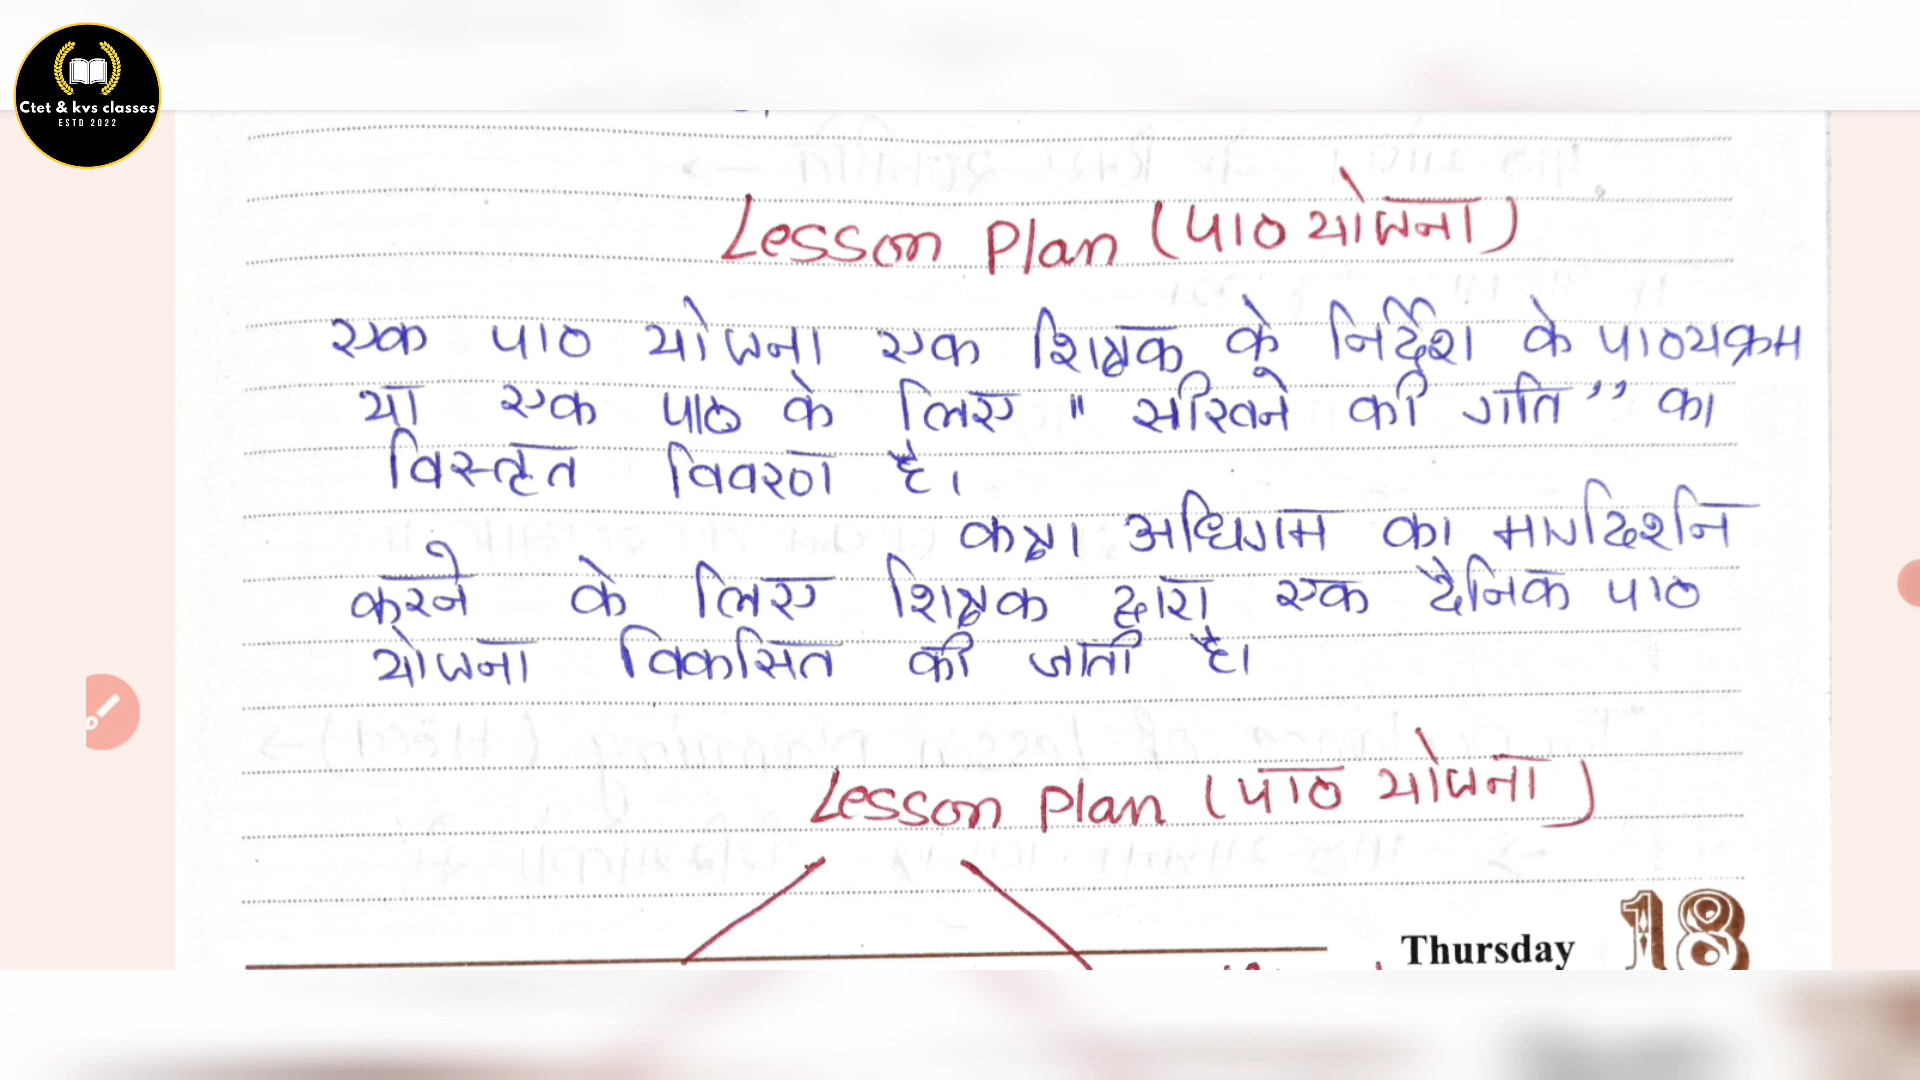 Ctet & kvs classes
ESTD 2022
Lesson Plan (पाठ योजना)
एक पाठ योजना एक शिक्षक के निर्देश के पाठ्यक्रम
या एक पाठ के लिए " सीखने की गति " का
विस्तृत विवरण है।
कक्षा अधिगम का मार्गदर्शन
करने के लिए शिक्षक द्वारा एक दैनिक पाठ
योजना विकसित की जाती है।
Lesson Plan (पाठ योजना)
Thursday 18